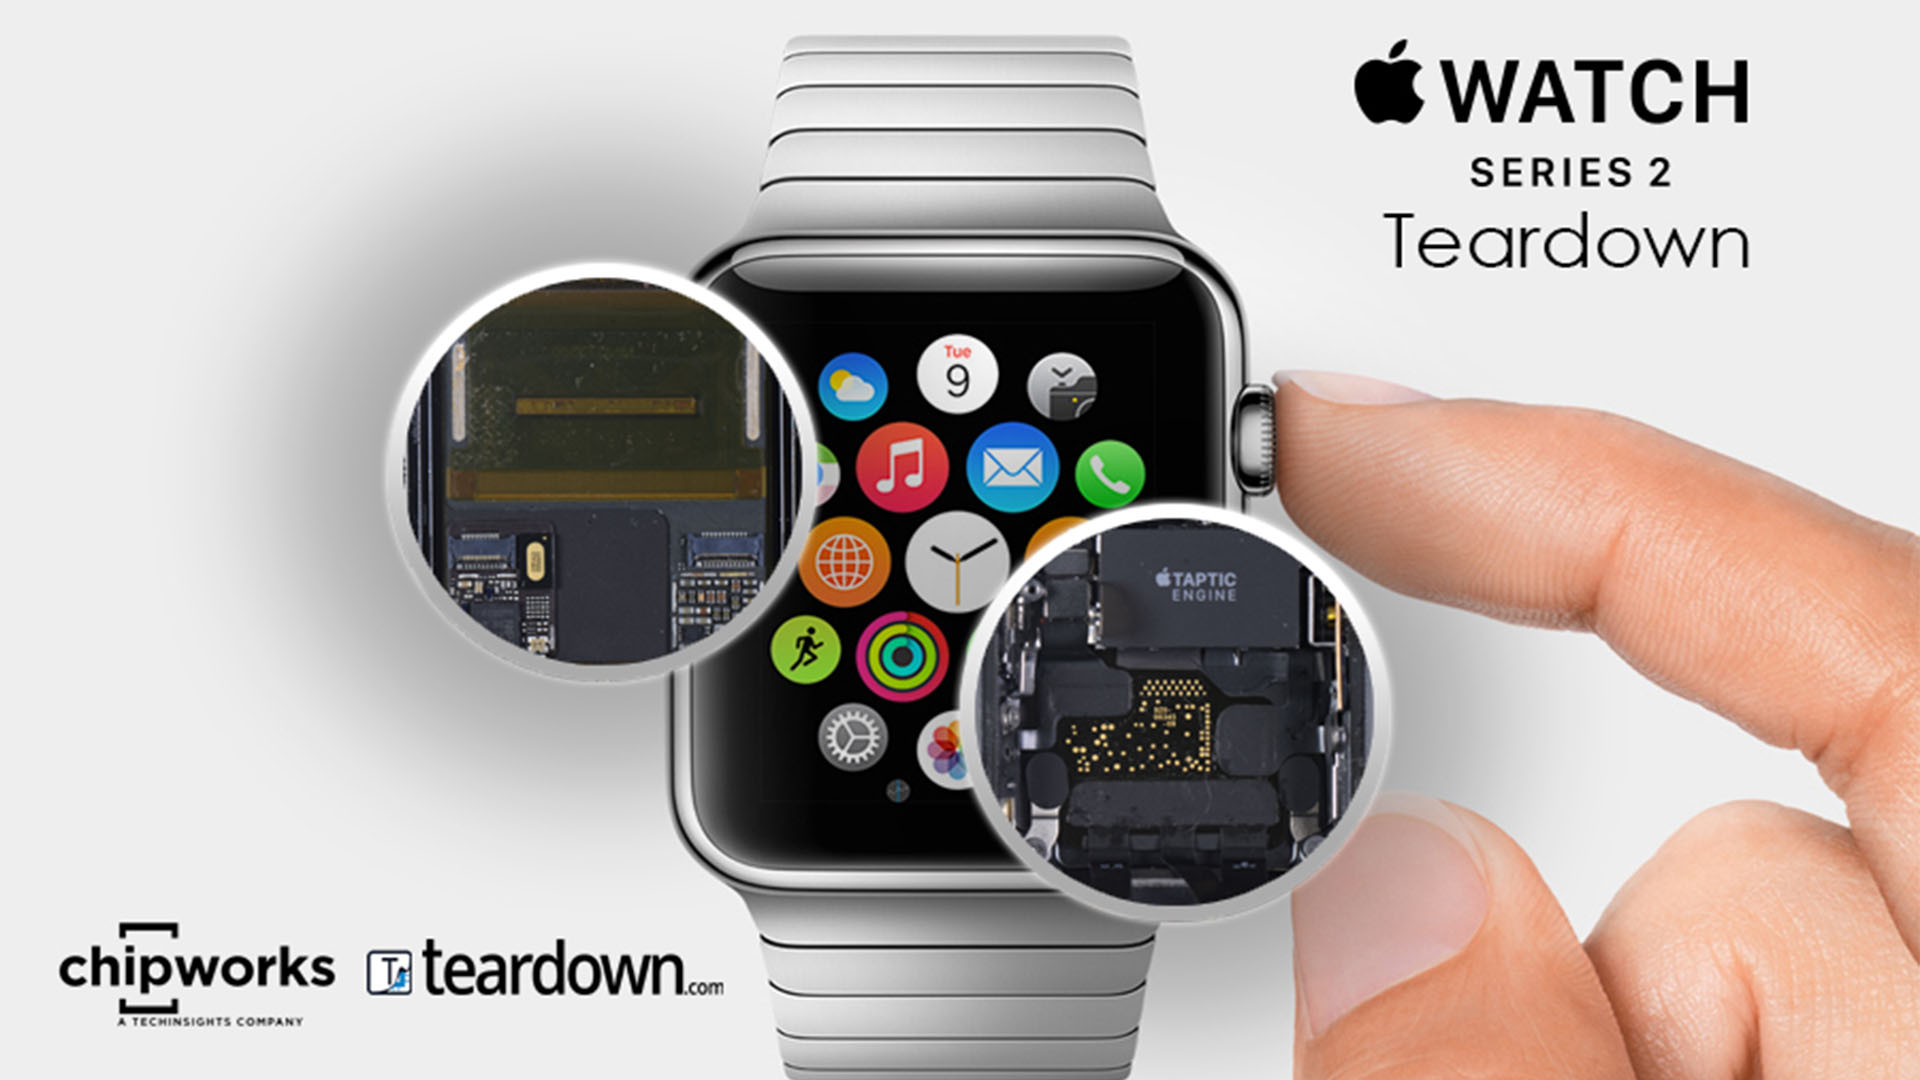 WATCH
SERIES 2
Teardown
Tue
9
TAPTIC
ENGINE
chipworks
A TECHINSIGHTS COMPANY
T
teardown.com